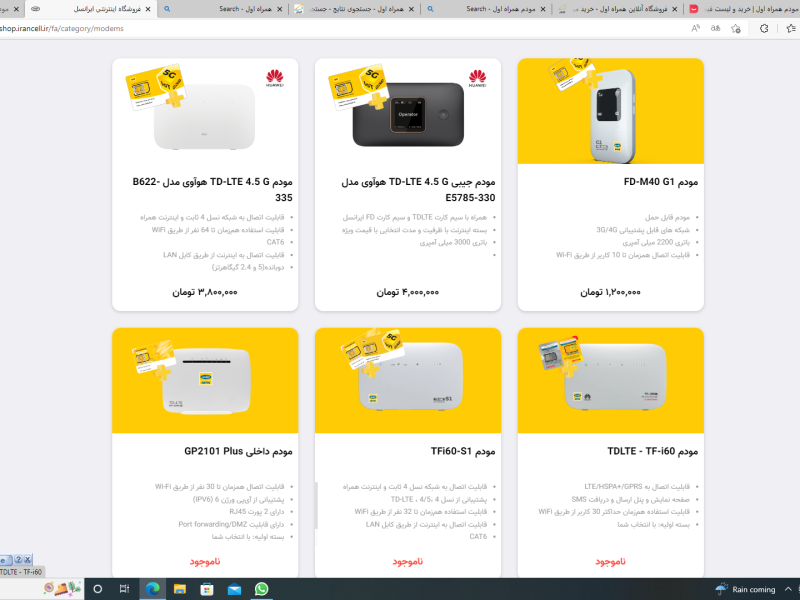 مودم همراه اول | خرید و لیست قی
فروشگاه آنلاین همراه اول - خرید
مودم همراه اول - Search
همراه اول - جستجوی نتایج - جستجو
همراه اول - Search
فروشگاه اینترنتی ایرانسل
shop.irancell.ir/fa/category/modems
مودم FD-M40 G1
مودم قابل حمل
شبکه های قابل پشتیبانی 3G/4G
باتری 2200 میلی آمپری
قابلیت اتصال همزمان تا 10 کاربر از طریق Wi-Fi
۱,۲۰۰,۰۰۰ تومان
5G
HUAWEI
Operator
مودم جیبی TD-LTE 4.5 G هوآوی مدل
E5785-330
همراه با سیم کارت TDLTE و سیم کارت FD ایرانسل
بسته اینترنت با ظرفیت و مدت انتخابی با قیمت ویژه
باتری 3000 میلی آمپری
۴,۰۰۰,۰۰۰ تومان
5G
HUAWEI
مودم TD-LTE 4.5 G هوآوی مدل B622-
335
قابلیت اتصال به شبکه نسل 4 ثابت و اینترنت همراه
قابلیت استفاده همزمان تا 64 نفر از طریق WiFi
CAT6
قابلیت اتصال به اینترنت از طریق کابل LAN
دوبانده(5 و 2.4 گیگاهرتز)
۳,۸۰۰,۰۰۰ تومان
مودم TDLTE - TF-i60
قابلیت اتصال به LTE/HSPA+/GPRS
صفحه نمایش و پنل ارسال و دریافت SMS
قابلیت استفاده همزمان حداکثر 30 کاربر از طریق WiFi
بسته اولیه: با انتخاب شما
ناموجود
مودم TFi60-S1
قابلیت اتصال به شبکه نسل 4 ثابت و اینترنت همراه
پشتیبانی از نسل 4 ،4/5 ، TD-LTE
قابلیت استفاده همزمان تا 32 نفر از طریق WiFi
قابلیت اتصال به اینترنت از طریق کابل LAN
CAT6
ناموجود
مودم داخلی GP2101 Plus
قابلیت اتصال همزمان تا 30 نفر از طریق Wi-Fi
پشتیبانی از آی‌پی ورژن 6 (IPV6)
دارای 2 پورت RJ45
دارای قابلیت Port forwarding/DMZ
بسته اولیه: با انتخاب شما
ناموجود
TDLTE - TF-i60
Rain coming